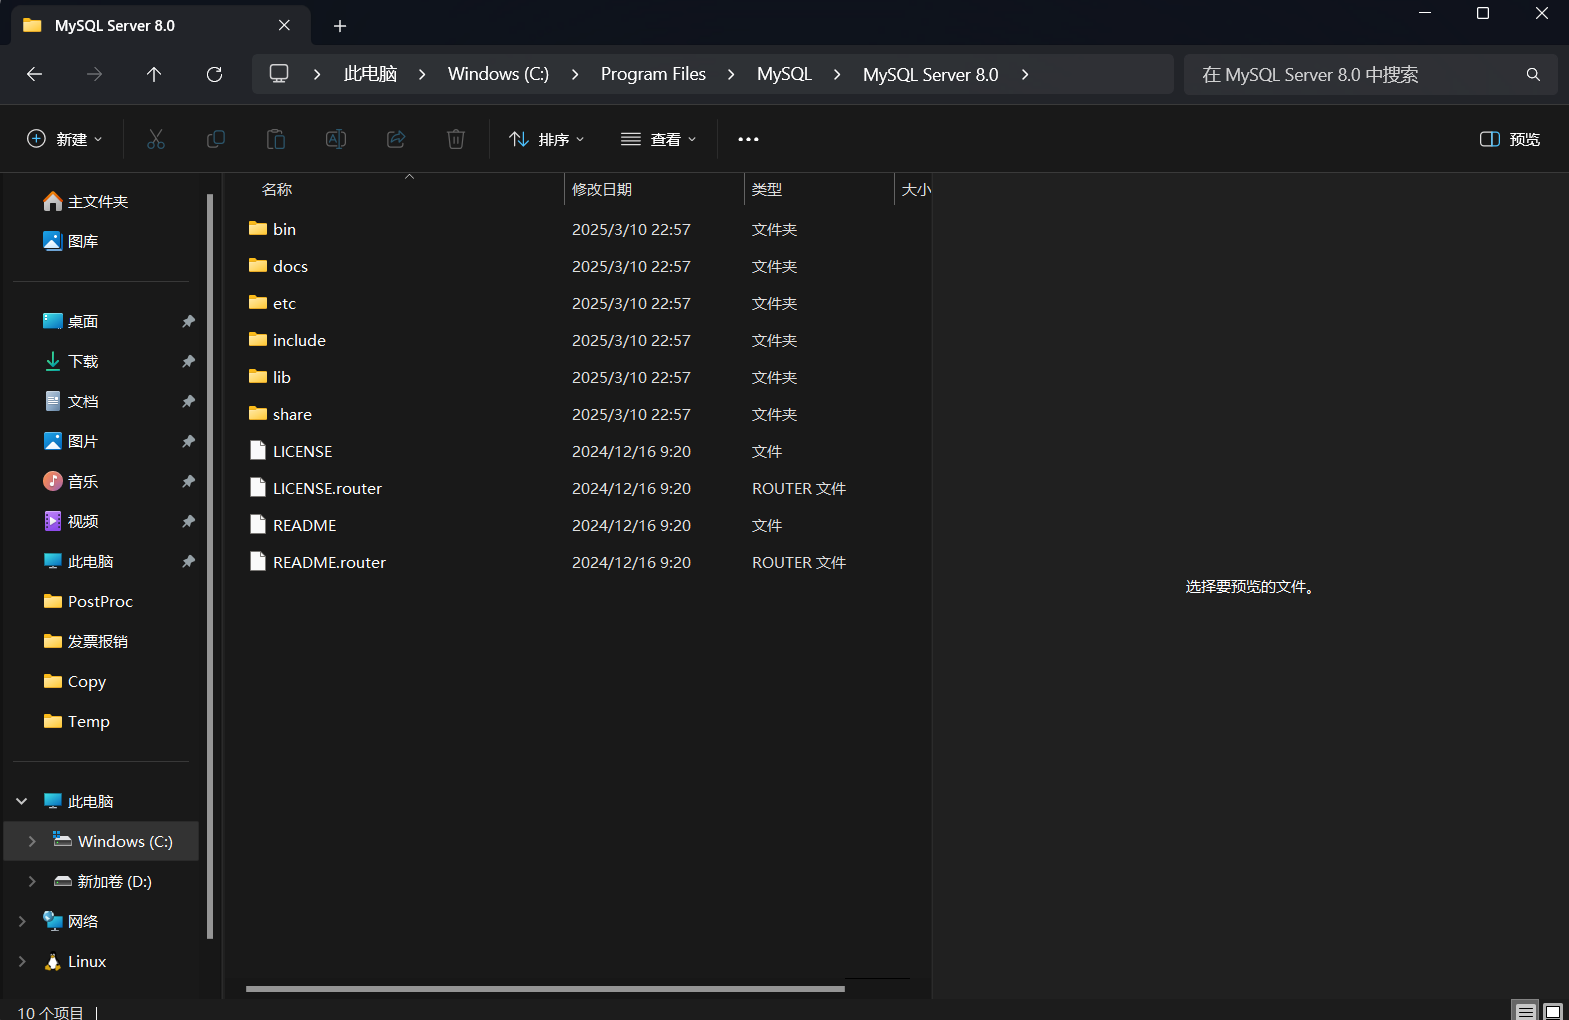 MySQL Server 8.0
此电脑 Windows (C:) Program Files MySQL MySQL Server 8.0
在 MySQL Server 8.0 中搜索
新建 排序 查看 预览
主文件夹
图库
桌面
下载
文档
图片
音乐
视频
此电脑
PostProc
发票报销
Copy
Temp
此电脑
Windows (C:)
新加卷 (D:)
网络
Linux
名称 修改日期 类型 大小
bin 2025/3/10 22:57 文件夹
docs 2025/3/10 22:57 文件夹
etc 2025/3/10 22:57 文件夹
include 2025/3/10 22:57 文件夹
lib 2025/3/10 22:57 文件夹
share 2025/3/10 22:57 文件夹
LICENSE 2024/12/16 9:20 文件
LICENSE.router 2024/12/16 9:20 ROUTER 文件
README 2024/12/16 9:20 文件
README.router 2024/12/16 9:20 ROUTER 文件
选择要预览的文件。
10 个项目